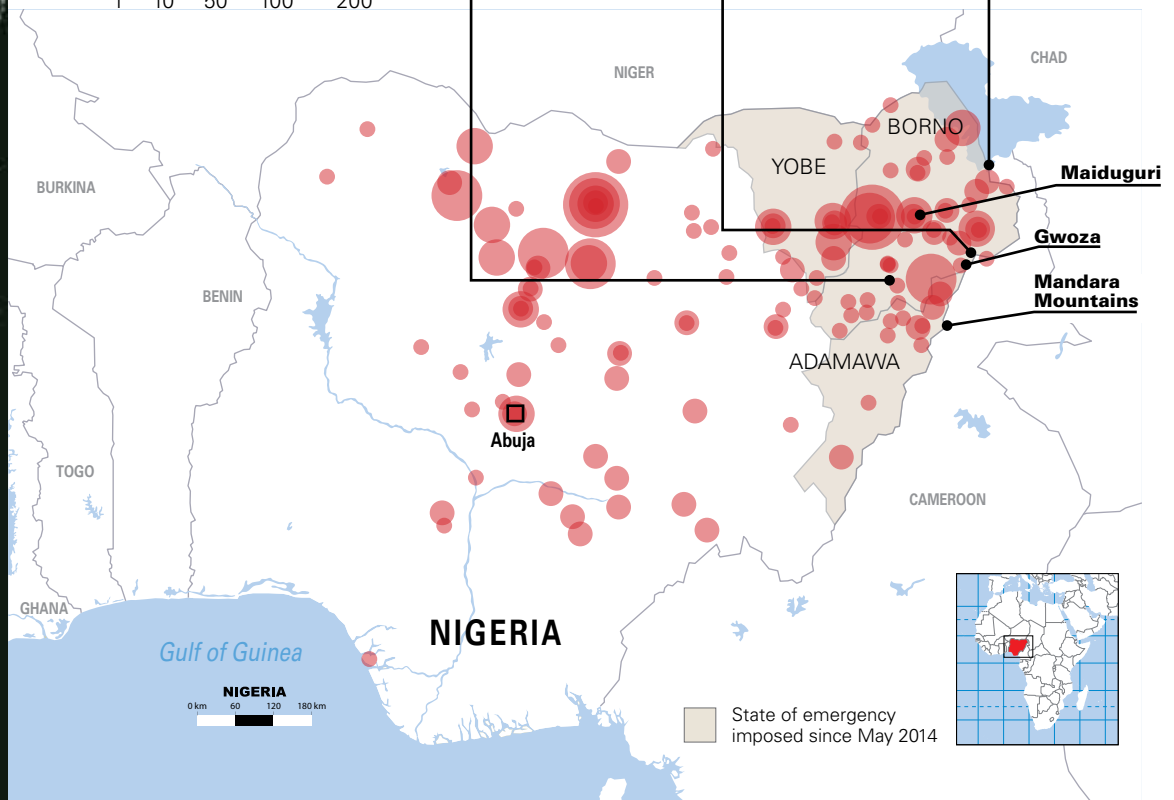 1 10 50 100 200
NIGER
CHAD
BORNO
YOBE
Maiduguri
BURKINA
Gwoza
Mandara
Mountains
BENIN
ADAMAWA
Abuja
TOGO
CAMEROON
GHANA
NIGERIA
Gulf of Guinea
NIGERIA
0 km 60 120 180 km
State of emergency
imposed since May 2014